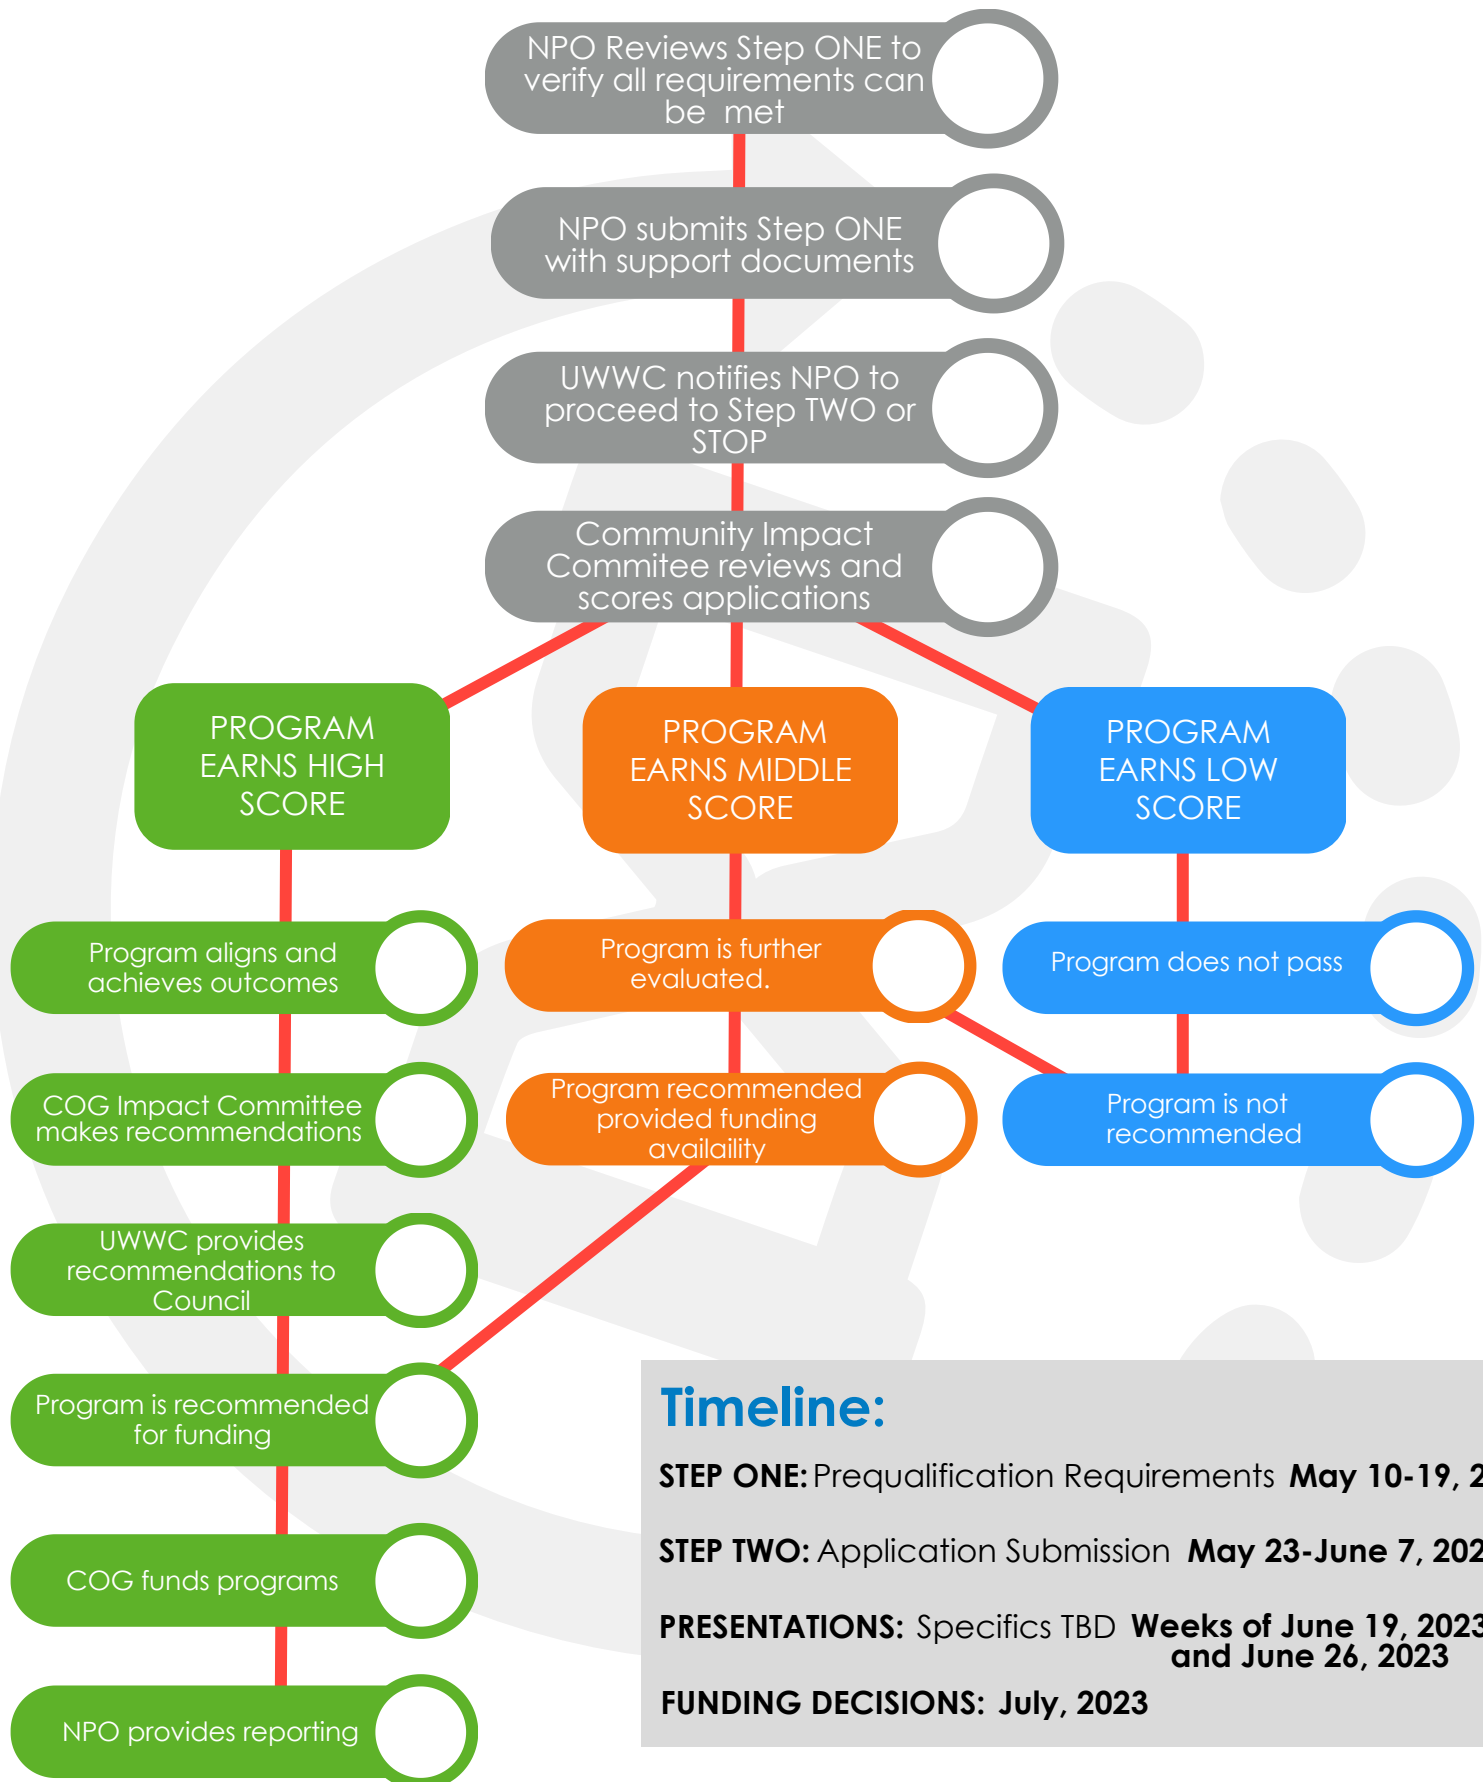 NPO Reviews Step ONE to
verify all requirements can
be met
NPO submits Step ONE
with support documents
UWWC notifies NPO to
proceed to Step TWO or
STOP
Community Impact
Commitee reviews and
scores applications
PROGRAM
EARNS HIGH
SCORE
PROGRAM
EARNS MIDDLE
SCORE
PROGRAM
EARNS LOW
SCORE
Program aligns and
achieves outcomes
Program is further
evaluated.
Program does not pass
COG Impact Committee
makes recommendations
Program recommended
provided funding
availaility
Program is not
recommended
UWWC provides
recommendations to
Council
Program is recommended
for funding
COG funds programs
NPO provides reporting
Timeline:
STEP ONE: Prequalification Requirements May 10-19, 2
STEP TWO: Application Submission May 23-June 7, 202
PRESENTATIONS: Specifics TBD Weeks of June 19, 2023
and June 26, 2023
FUNDING DECISIONS: July, 2023